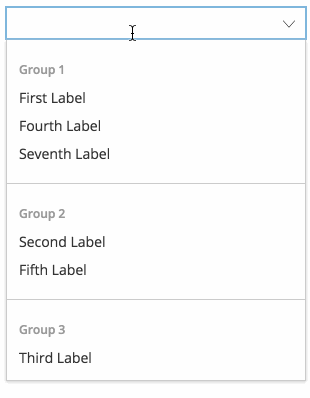 Group 1
First Label
Fourth Label
Seventh Label
Group 2
Second Label
Fifth Label
Group 3
Third Label